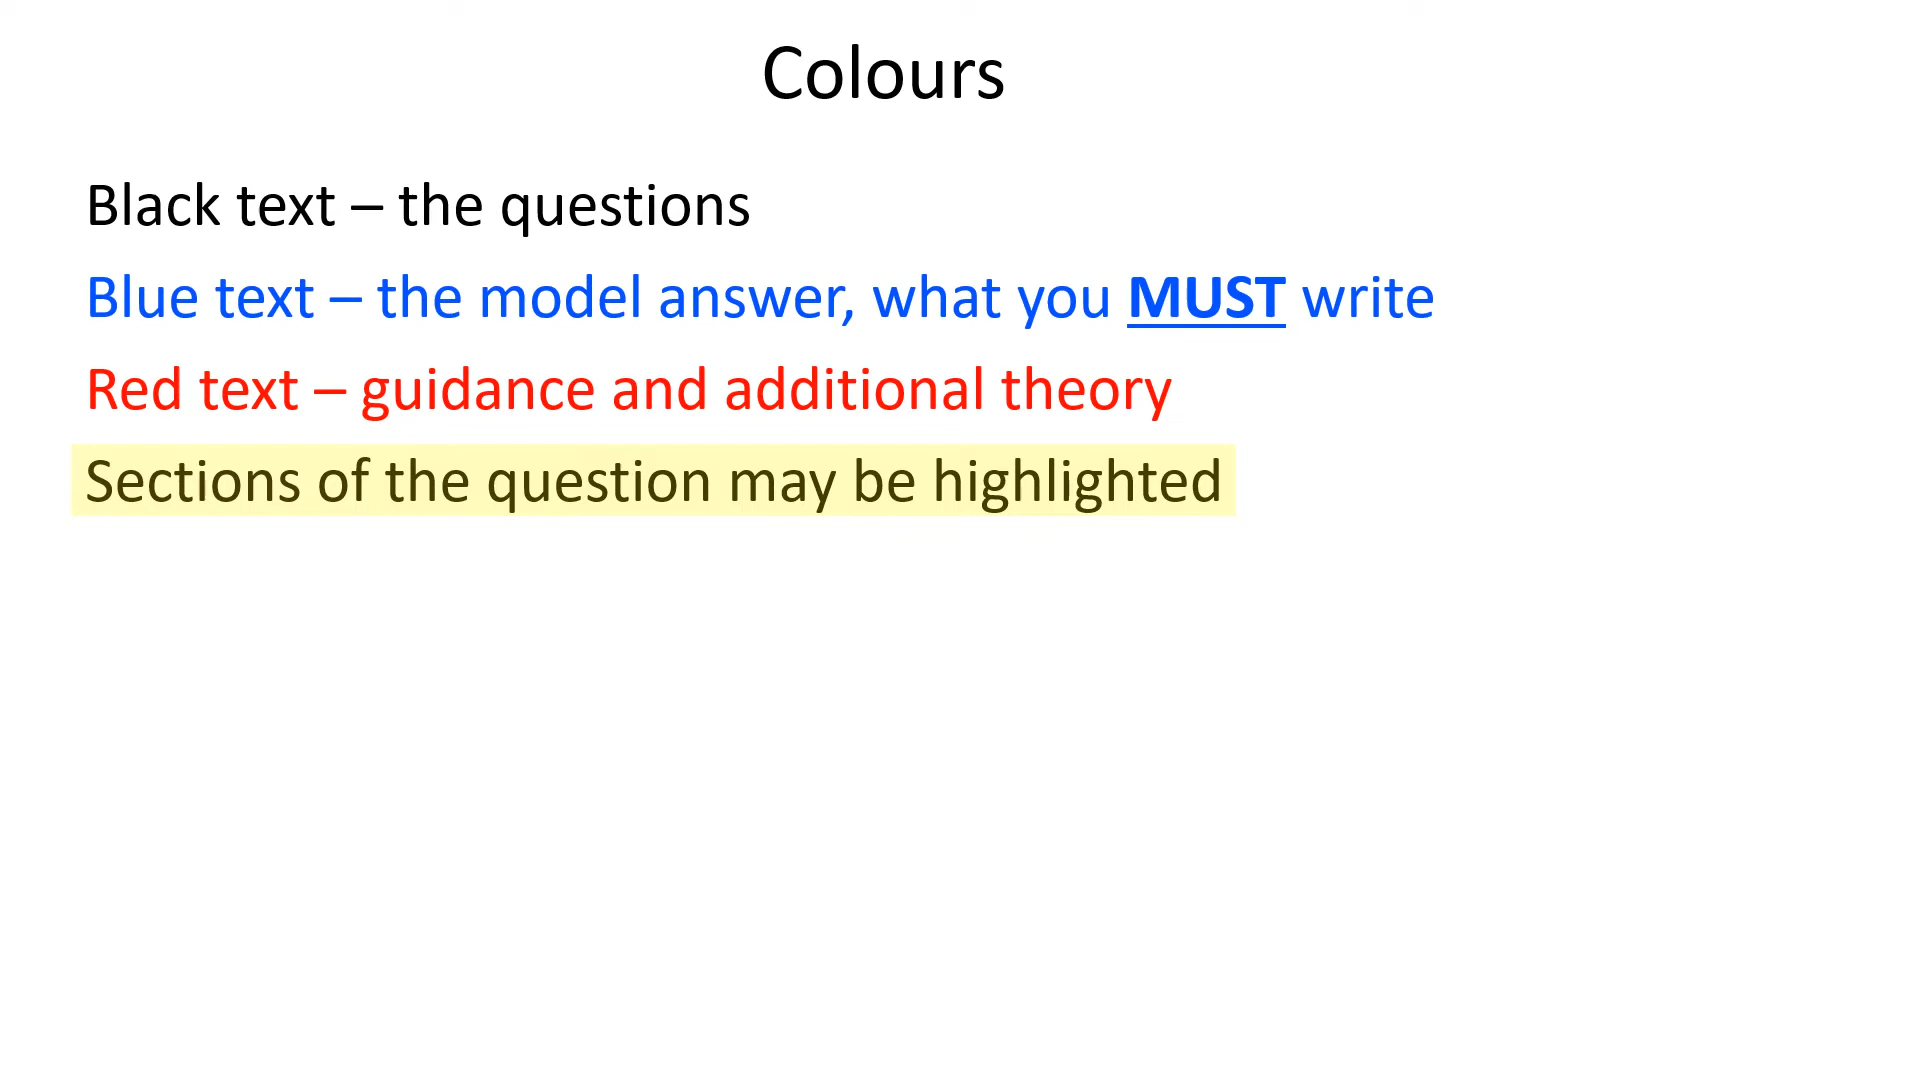 Colours
Black text – the questions
Blue text – the model answer, what you MUST write
Red text – guidance and additional theory
Sections of the question may be highlighted